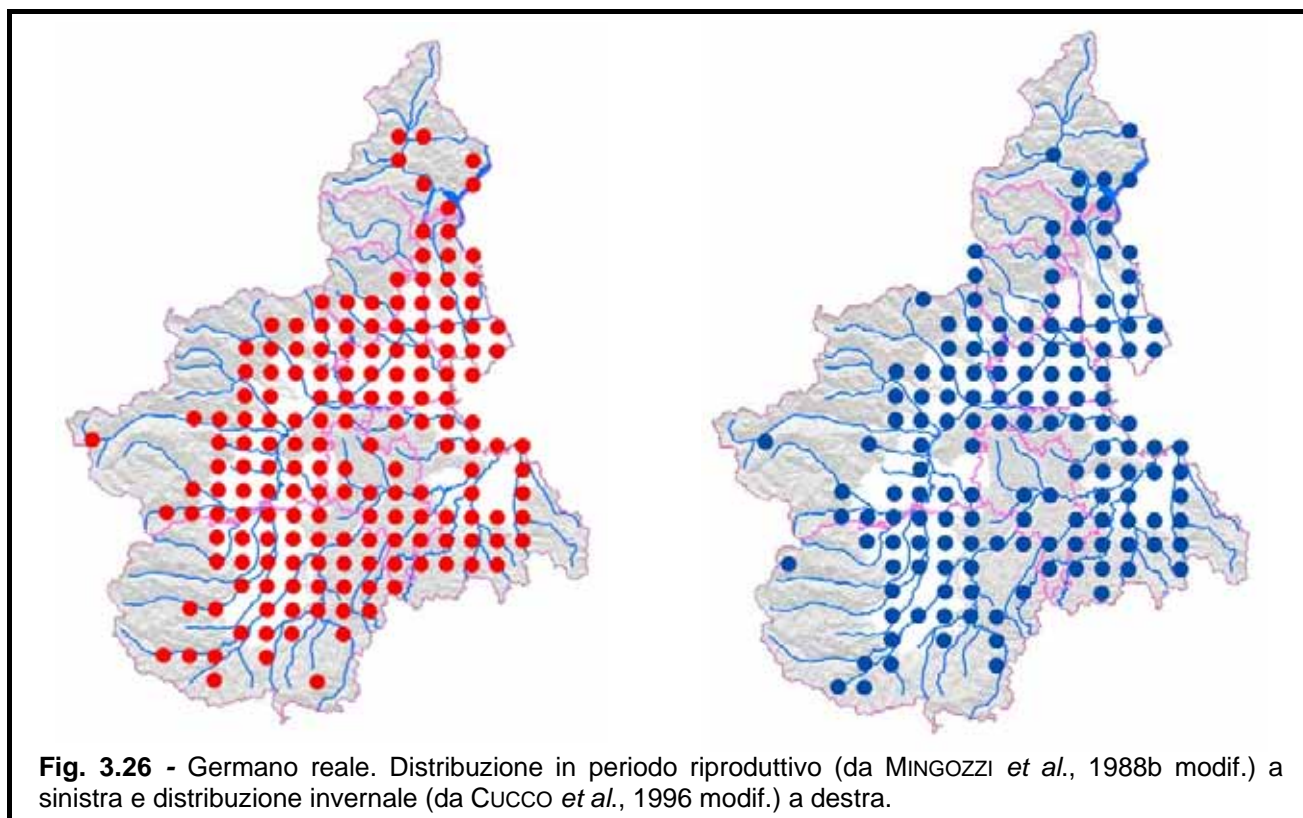 Fig. 3.26 - Germano reale. Distribuzione in periodo riproduttivo (da MINGOZZI et al., 1988b modif.) a
sinistra e distribuzione invernale (da CUCCO et al., 1996 modif.) a destra.